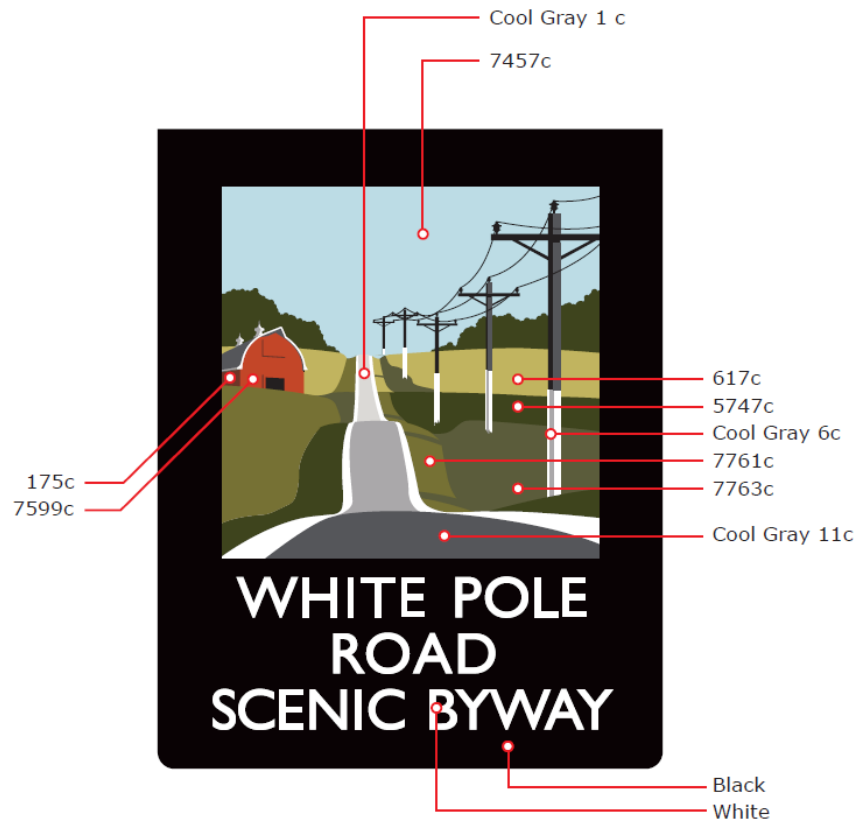 Cool Gray 1 c
7457c
617c
5747c
Cool Gray 6c
7761c
7763c
175c
7599c
Cool Gray 11c
WHITE POLE
ROAD
SCENIC BYWAY
Black
White